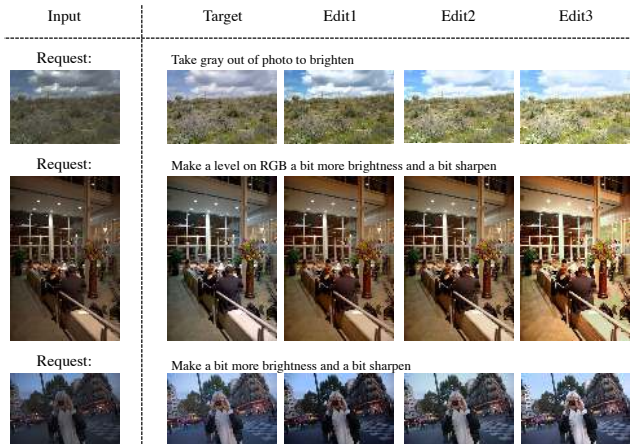 Input Target Edit1 Edit2 Edit3
Request: Take gray out of photo to brighten
Request: Make a level on RGB a bit more brightness and a bit sharpen
Request: Make a bit more brightness and a bit sharpen